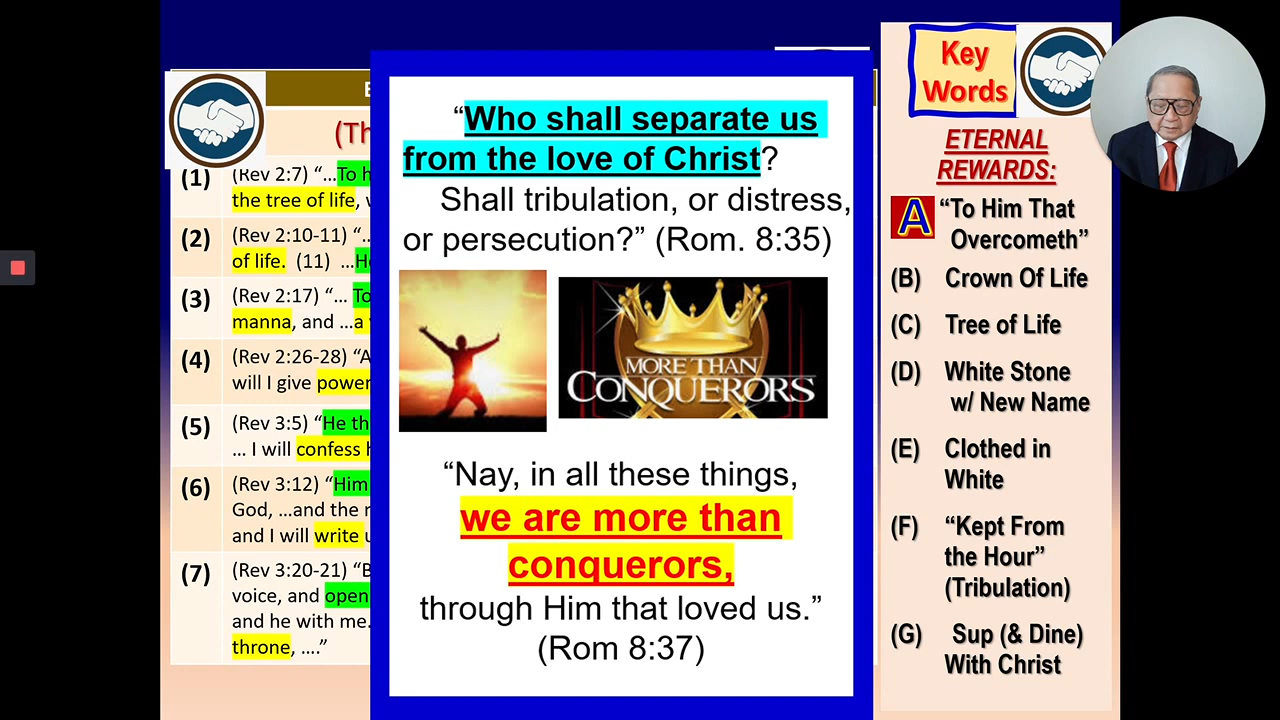 (Th
(1)
(Rev 2:7) “…To h
the tree of life, w
(2)
(Rev 2:10-11) “…
of life. (11) …He
(3)
(Rev 2:17) “… To
manna, and …a w
(4)
(Rev 2:26-28) “A
will I give power
(5)
(Rev 3:5) “He th
… I will confess h
(6)
(Rev 3:12) “Him
God, …and the n
and I will write u
(7)
(Rev 3:20-21) “B
voice, and open
and he with me.
throne, ….”
“Who shall separate us
from the love of Christ?
Shall tribulation, or distress,
or persecution?” (Rom. 8:35)
MORE THAN
CONQUERORS
“Nay, in all these things,
we are more than
conquerors,
through Him that loved us.”
(Rom 8:37)
Key
Words
ETERNAL
REWARDS:
A “To Him That
Overcometh”
(B) Crown Of Life
(C) Tree of Life
(D) White Stone
w/ New Name
(E) Clothed in
White
(F) “Kept From
the Hour”
(Tribulation)
(G) Sup (& Dine)
With Christ